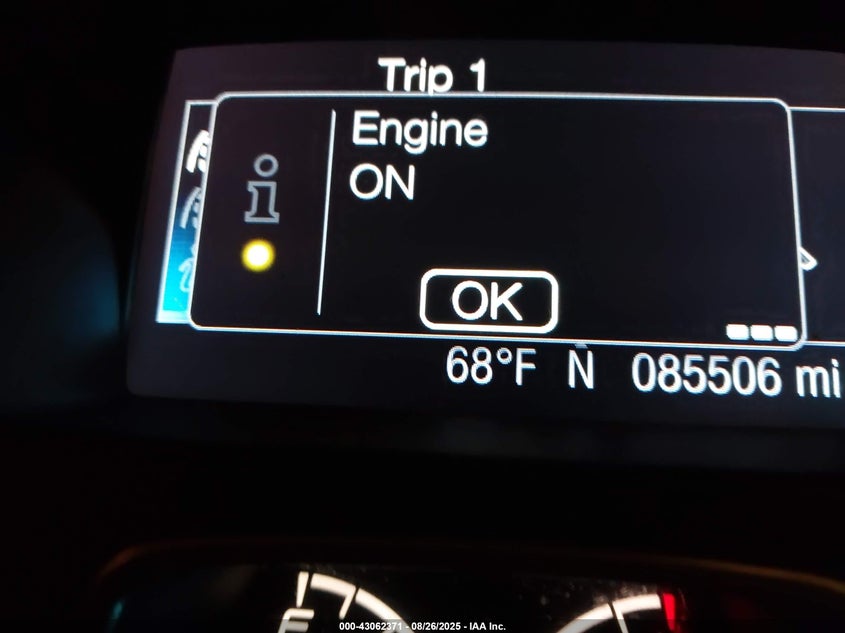 Trip 1
Engine
ON
OK
68°F N 085506 mi
000-43062371 - 08/26/2025 - IAA Inc.